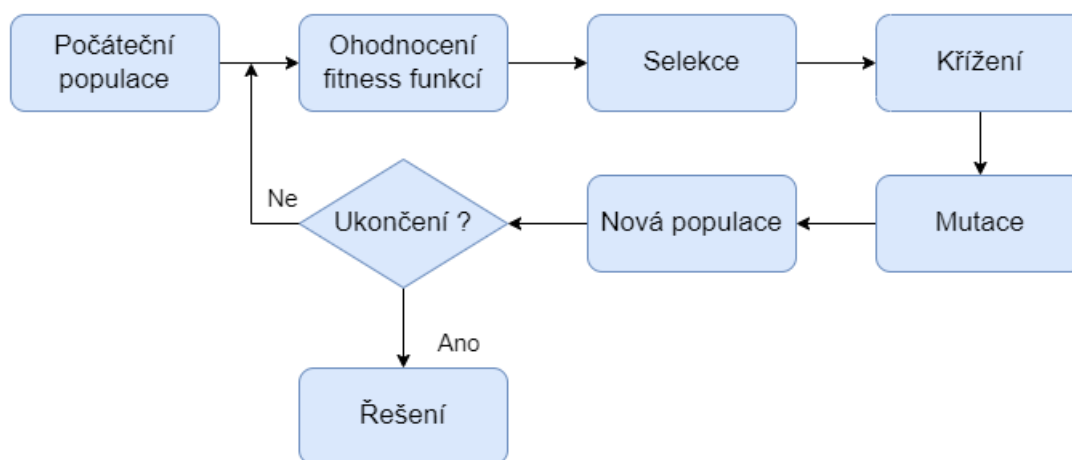 Počáteční
populace
Ohodnocení
fitness funkcí
Selekce
Křížení
Ne
Ukončení ?
Nová populace
Mutace
Ano
Řešení